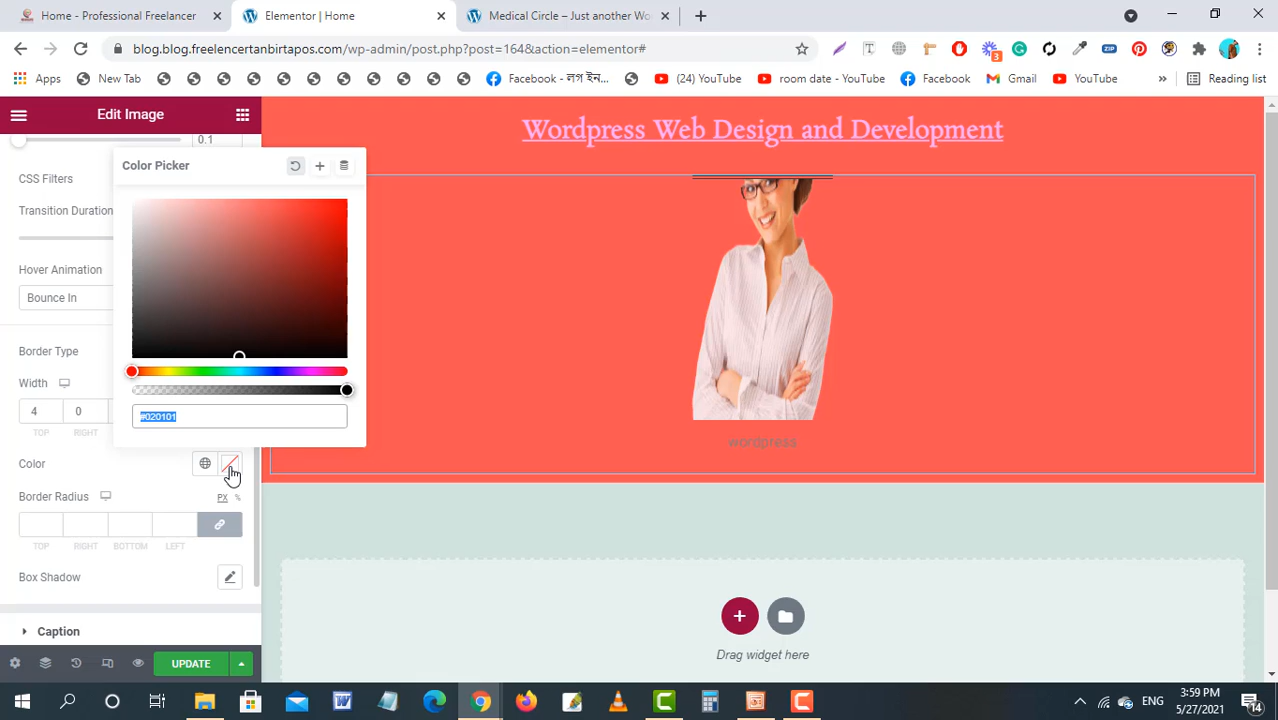 Home - Professional Freelancer
Elementor | Home
Medical Circle – Just another Wo
blog.blog.freelencertanbirtapos.com/wp-admin/post.php?post=164&action=elementor#
3
ZIP
Apps
New Tab
Facebook - লগ ইন...
(24) YouTube
room date - YouTube
Facebook
Gmail
YouTube
»
Reading list
Edit Image
0.1
Color Picker
CSS Filters
Transition Duration
Hover Animation
Bounce In
Border Type
Width
4
0
TOP
RIGHT
#020101
Color
Border Radius
PX
%
TOP
RIGHT
BOTTOM
LEFT
Box Shadow
Caption
UPDATE
Wordpress Web Design and Development
wordpress
Drag widget here
ENG
3:59 PM
5/27/2021
14